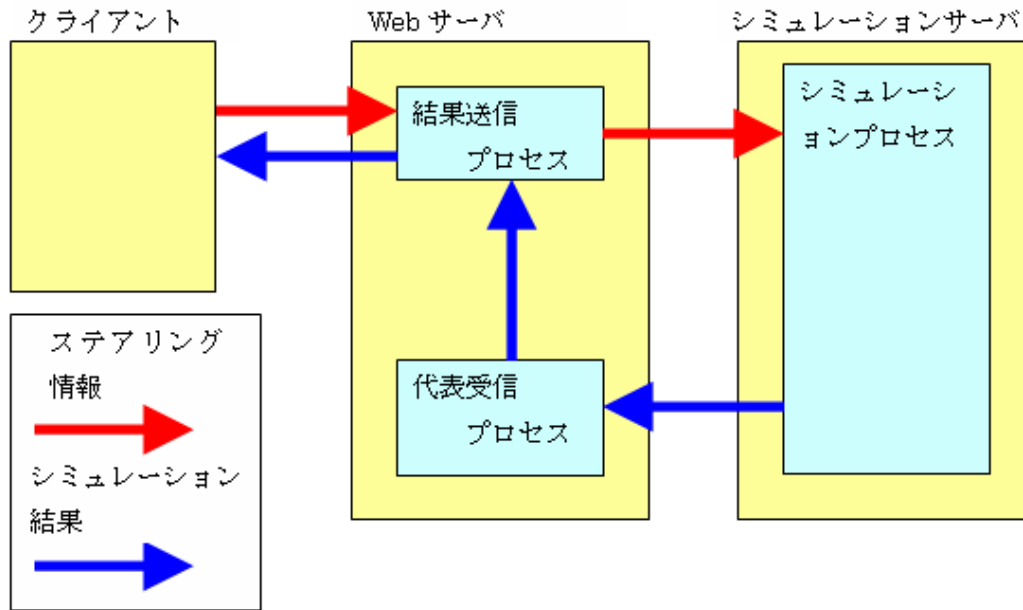 クライアント
Web サーバ
シミュレーションサーバ
結果送信
プロセス
シミュレーシ
ョンプロセス
代表受信
プロセス
ステアリング
情報
シミュレーション
結果